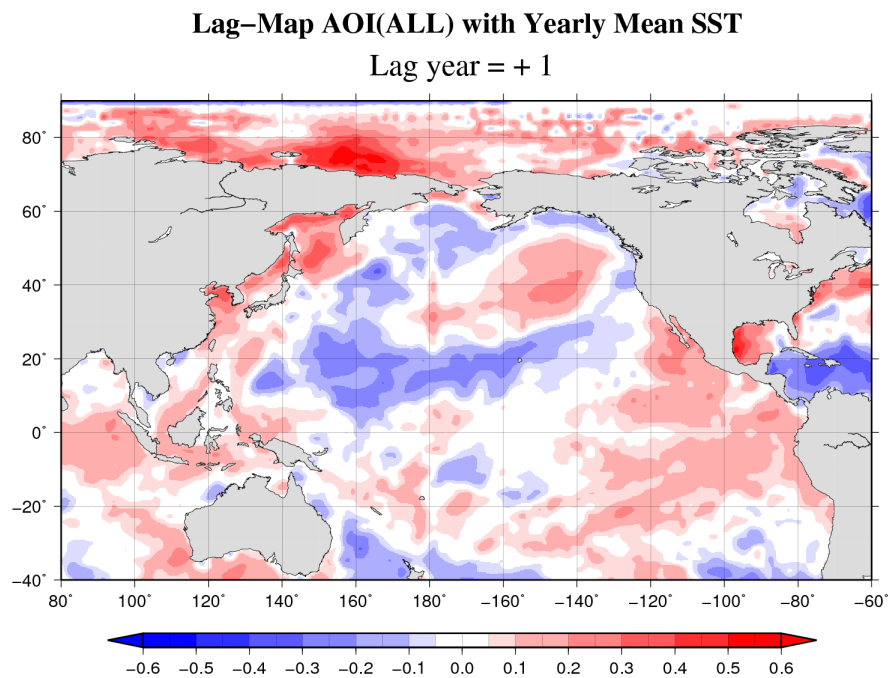 Lag−Map AOI(ALL) with Yearly Mean SST
Lag year = + 1
80˚
60˚
40˚
20˚
0˚
−20˚
−40˚
80 100 120 140 160 180 −160˚ −140˚ −120˚ −100˚ −80˚ −60˚
−0.6 −0.5 −0.4 −0.3 −0.2 −0.1 0.0 0.1 0.2 0.3 0.4 0.5 0.6